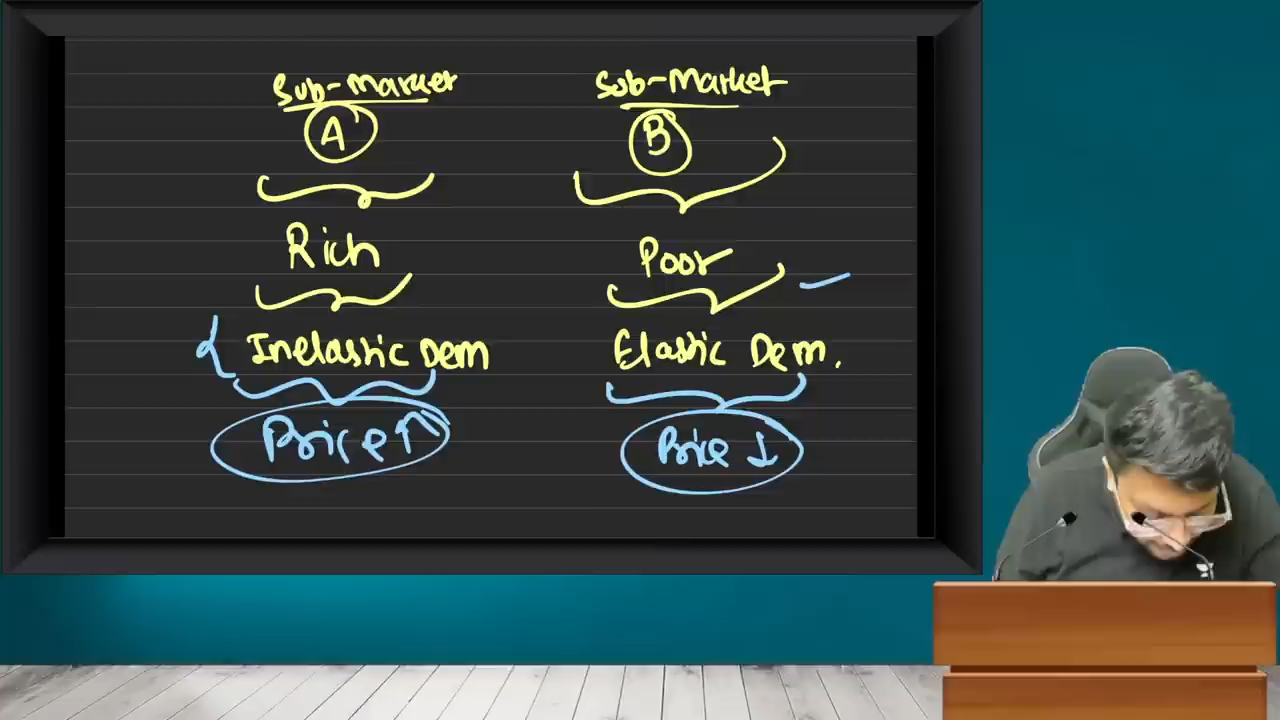 Sub-Market
A
Rich
Inelastic Dem
Price ↑
Sub-Market
B
Poor
Elastic Dem.
Price ↓